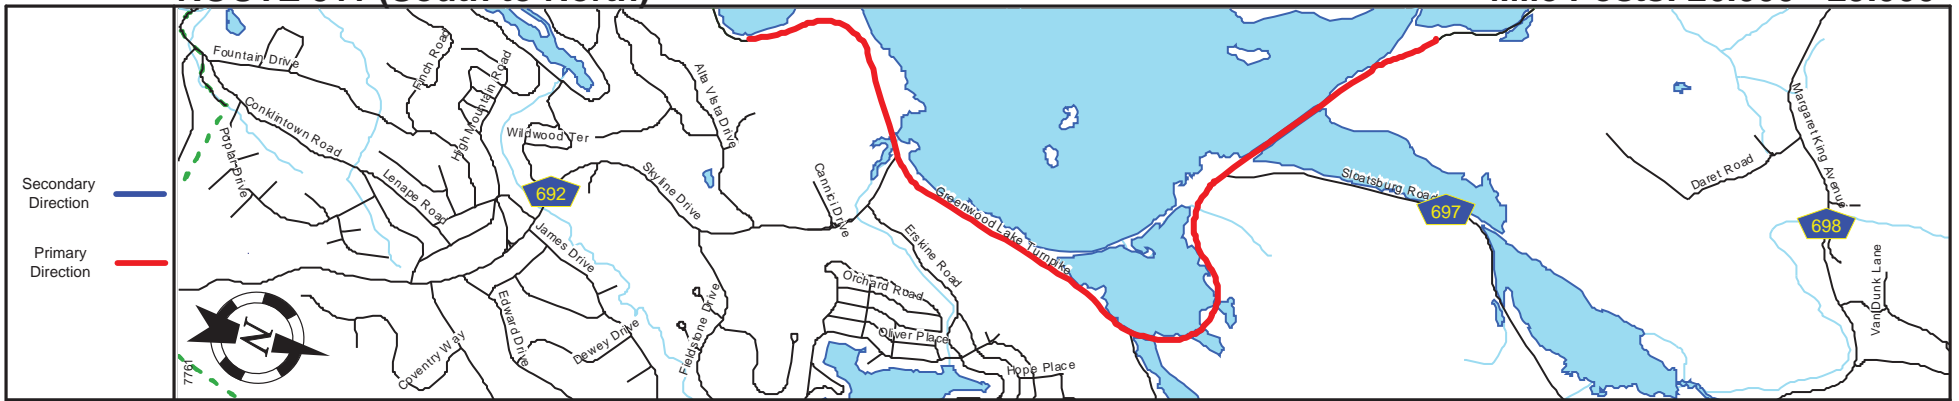 Secondary
Direction
Primary
Direction
Fountain Drive
Finch Road
High Mountain Road
Conklintown Road
Poplar Drive
Lenape Road
Wildwood Ter
692
Alta Vista Drive
Skyline Drive
James Drive
Cannici Drive
Erskine Road
Greenwood Lake Turnpike
Orchard Road
Oliver Place
Hope Place
Edward Drive
Dewey Drive
Coventry Way
Fieldstone Drive
Sloatsburg Road
697
Daret Road
Margaret King Avenue
698
Van Dunk Lane
N
7761